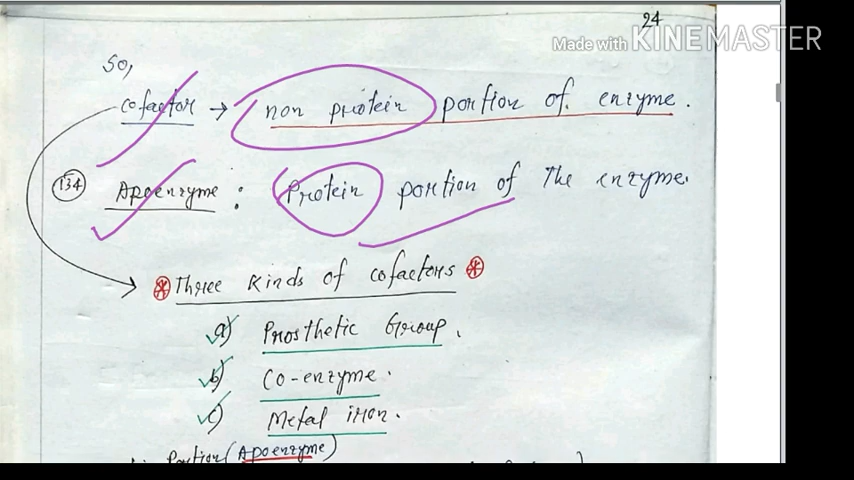 24
Made with KINEMASTER
So,
cofactor → non protein portion of enzyme.
134 Apoenzyme : Protein portion of The enzyme.
Three kinds of cofactors
a) Prosthetic Group.
b) Co-enzyme.
c) Metal iron.
Portion (Apoenzyme)